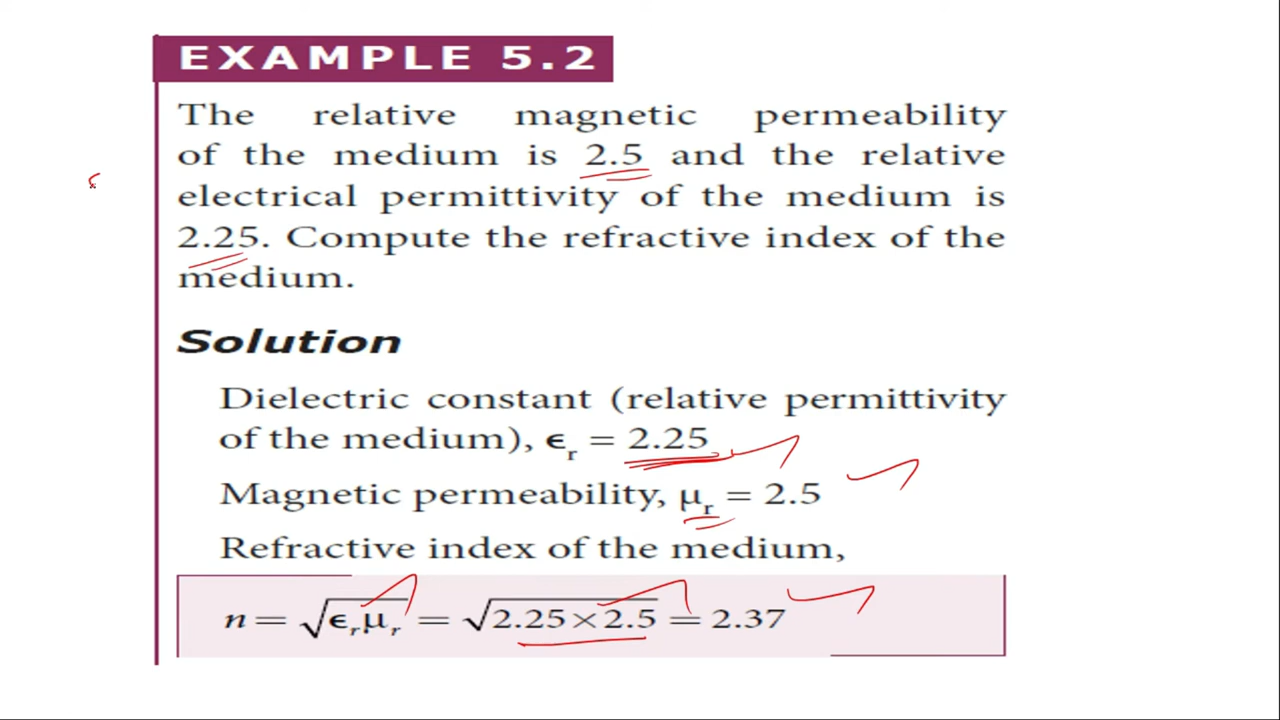 EXAMPLE 5.2
The relative magnetic permeability
of the medium is 2.5 and the relative
electrical permittivity of the medium is
2.25. Compute the refractive index of the
medium.
Solution
Dielectric constant (relative permittivity
of the medium), ϵr = 2.25
Magnetic permeability, μr = 2.5
Refractive index of the medium,
n = √ϵrμr = √2.25×2.5 = 2.37